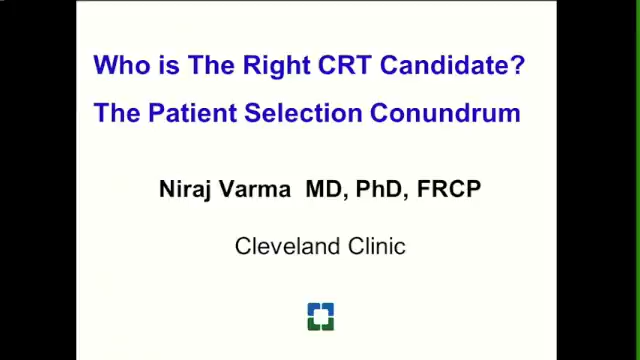 Who is The Right CRT Candidate?
The Patient Selection Conundrum
Niraj Varma MD, PhD, FRCP
Cleveland Clinic